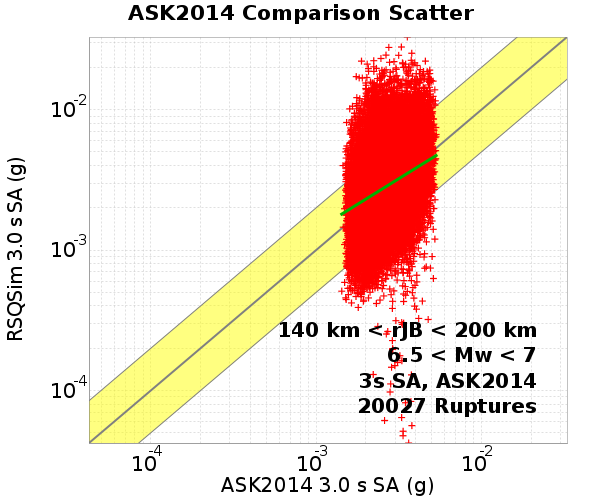 ASK2014 Comparison Scatter
RSQSim 3.0 s SA (g)
10-2
10-3
10-4
140 km < rJB < 200 km
6.5 < Mw < 7
3s SA, ASK2014
20027 Ruptures
10-4 10-3 10-2
ASK2014 3.0 s SA (g)